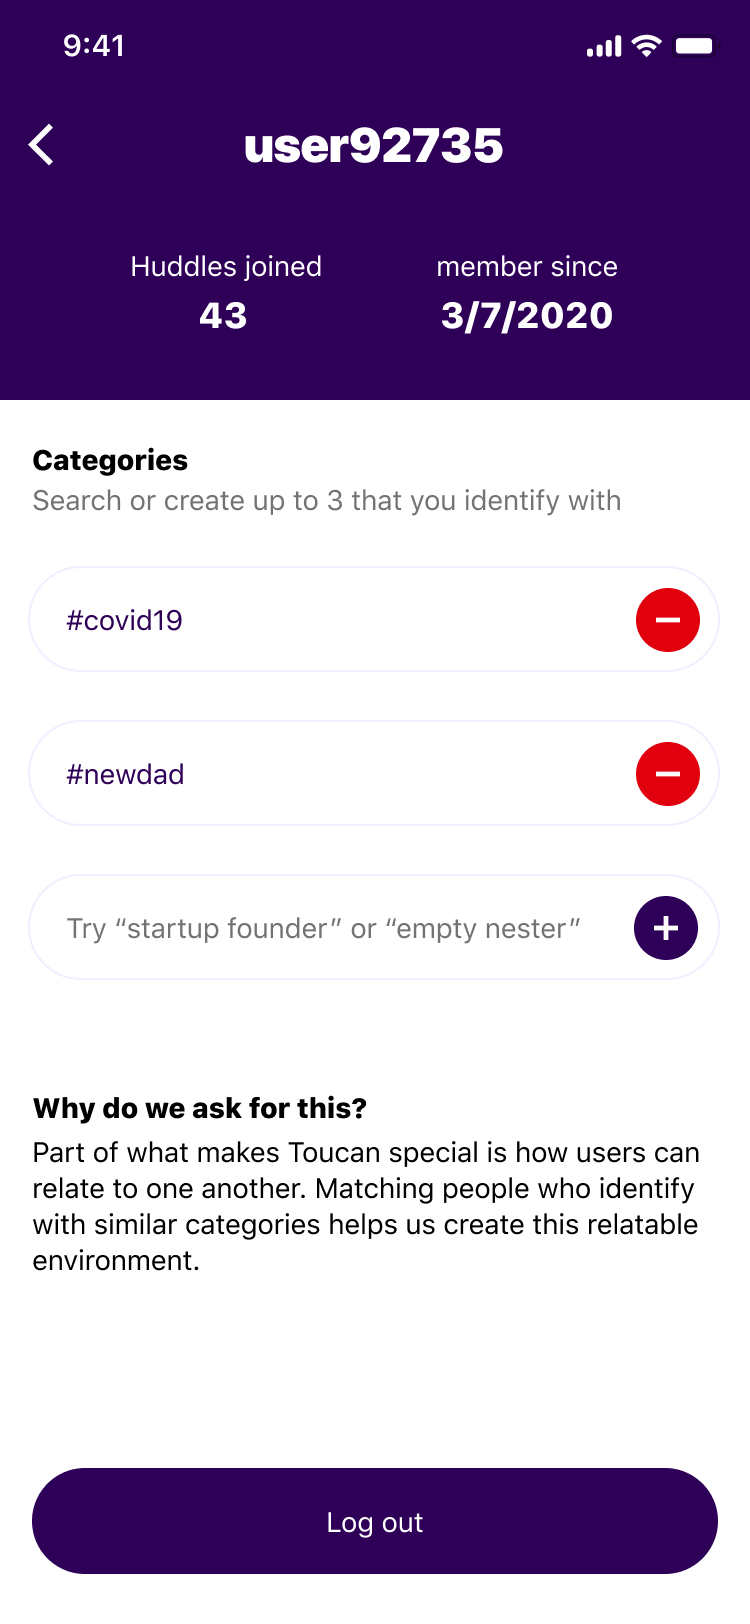 9:41
user92735
Huddles joined
43
member since
3/7/2020
Categories
Search or create up to 3 that you identify with
#covid19
#newdad
Try “startup founder” or “empty nester”
Why do we ask for this?
Part of what makes Toucan special is how users can
relate to one another. Matching people who identify
with similar categories helps us create this relatable
environment.
Log out